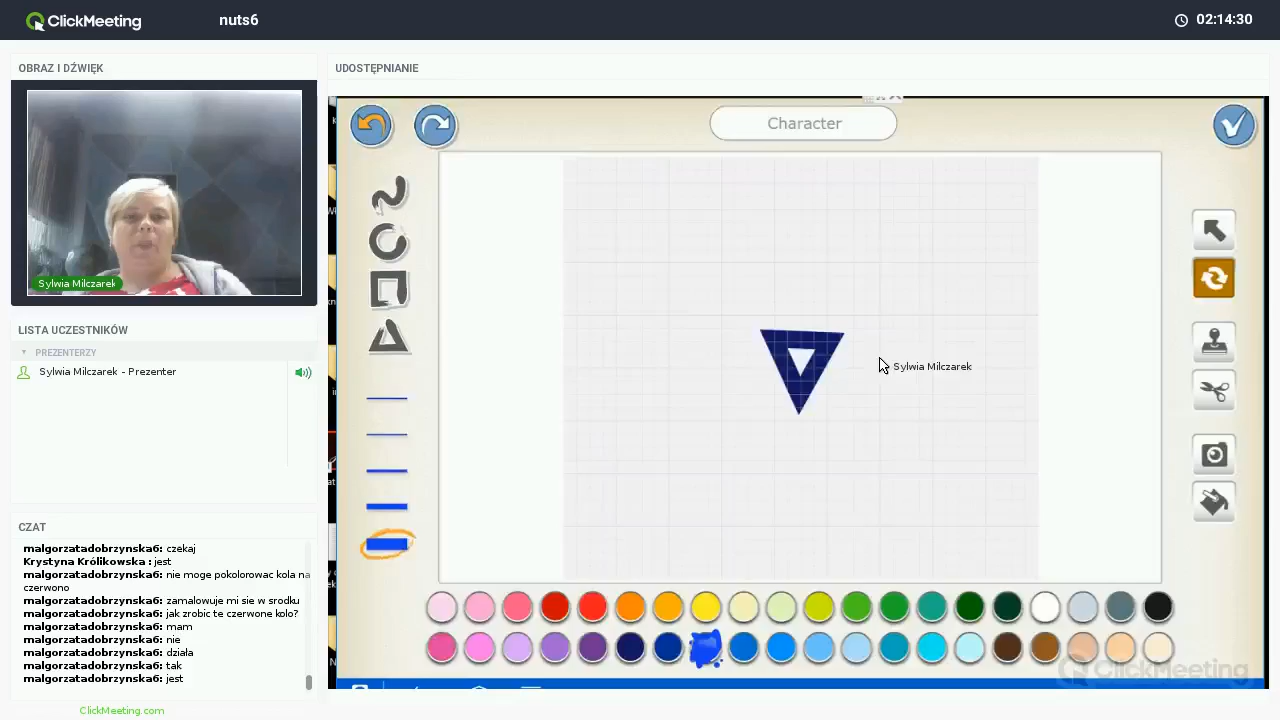 ClickMeeting
nuts6
02:14:30
OBRAZ I DŹWIĘK
Sylwia Milczarek
LISTA UCZESTNIKÓW
PREZENTERZY
Sylwia Milczarek - Prezenter
CZAT
malgorzatadobrzynska6: czekaj
Krystyna Królikowska : jest
malgorzatadobrzynska6: nie moge pokolorowac kola na
czerwono
malgorzatadobrzynska6: zamalowuje mi sie w srodku
malgorzatadobrzynska6: jak zrobic te czerwone kolo?
malgorzatadobrzynska6: mam
malgorzatadobrzynska6: nie
malgorzatadobrzynska6: działa
malgorzatadobrzynska6: tak
malgorzatadobrzynska6: jest
ClickMeeting.com
UDOSTĘPNIANIE
Character
Sylwia Milczarek
ClickMeeting